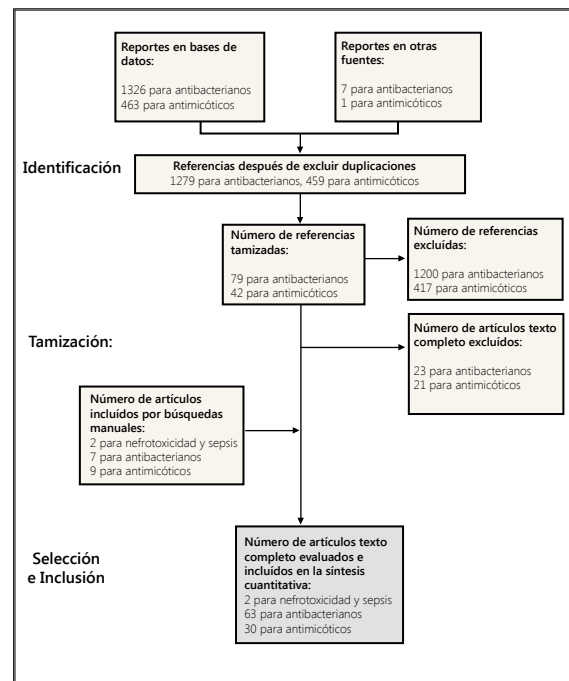 Reportes en bases de
datos:
1326 para antibacterianos
463 para antimicóticos
Reportes en otras
fuentes:
7 para antibacterianos
1 para antimicóticos
Identificación
Referencias después de excluir duplicaciones
1279 para antibacterianos, 459 para antimicóticos
Número de referencias
tamizadas:
79 para antibacterianos
42 para antimicóticos
Número de referencias
excluídas:
1200 para antibacterianos
417 para antimicóticos
Tamización:
Número de artículos texto
completo excluídos:
23 para antibacterianos
21 para antimicóticos
Número de artículos
incluídos por búsquedas
manuales:
2 para nefrotoxicidad y sepsis
7 para antibacterianos
9 para antimicóticos
Selección
e Inclusión
Número de artículos texto
completo evaluados e
incluídos en la síntesis
cuantitativa:
2 para nefrotoxicidad y sepsis
63 para antibacterianos
30 para antimicóticos